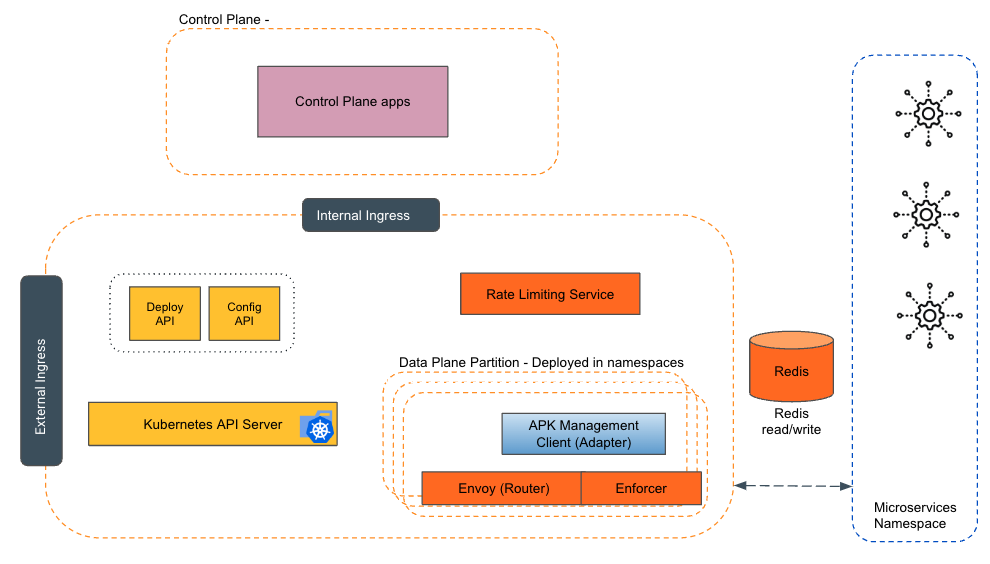 Control Plane -
Control Plane apps
Internal Ingress
External Ingress
Deploy
API
Config
API
Rate Limiting Service
Data Plane Partition - Deployed in namespaces
Kubernetes API Server
APK Management
Client (Adapter)
Envoy (Router)
Enforcer
Redis
Redis
read/write
Microservices
Namespace